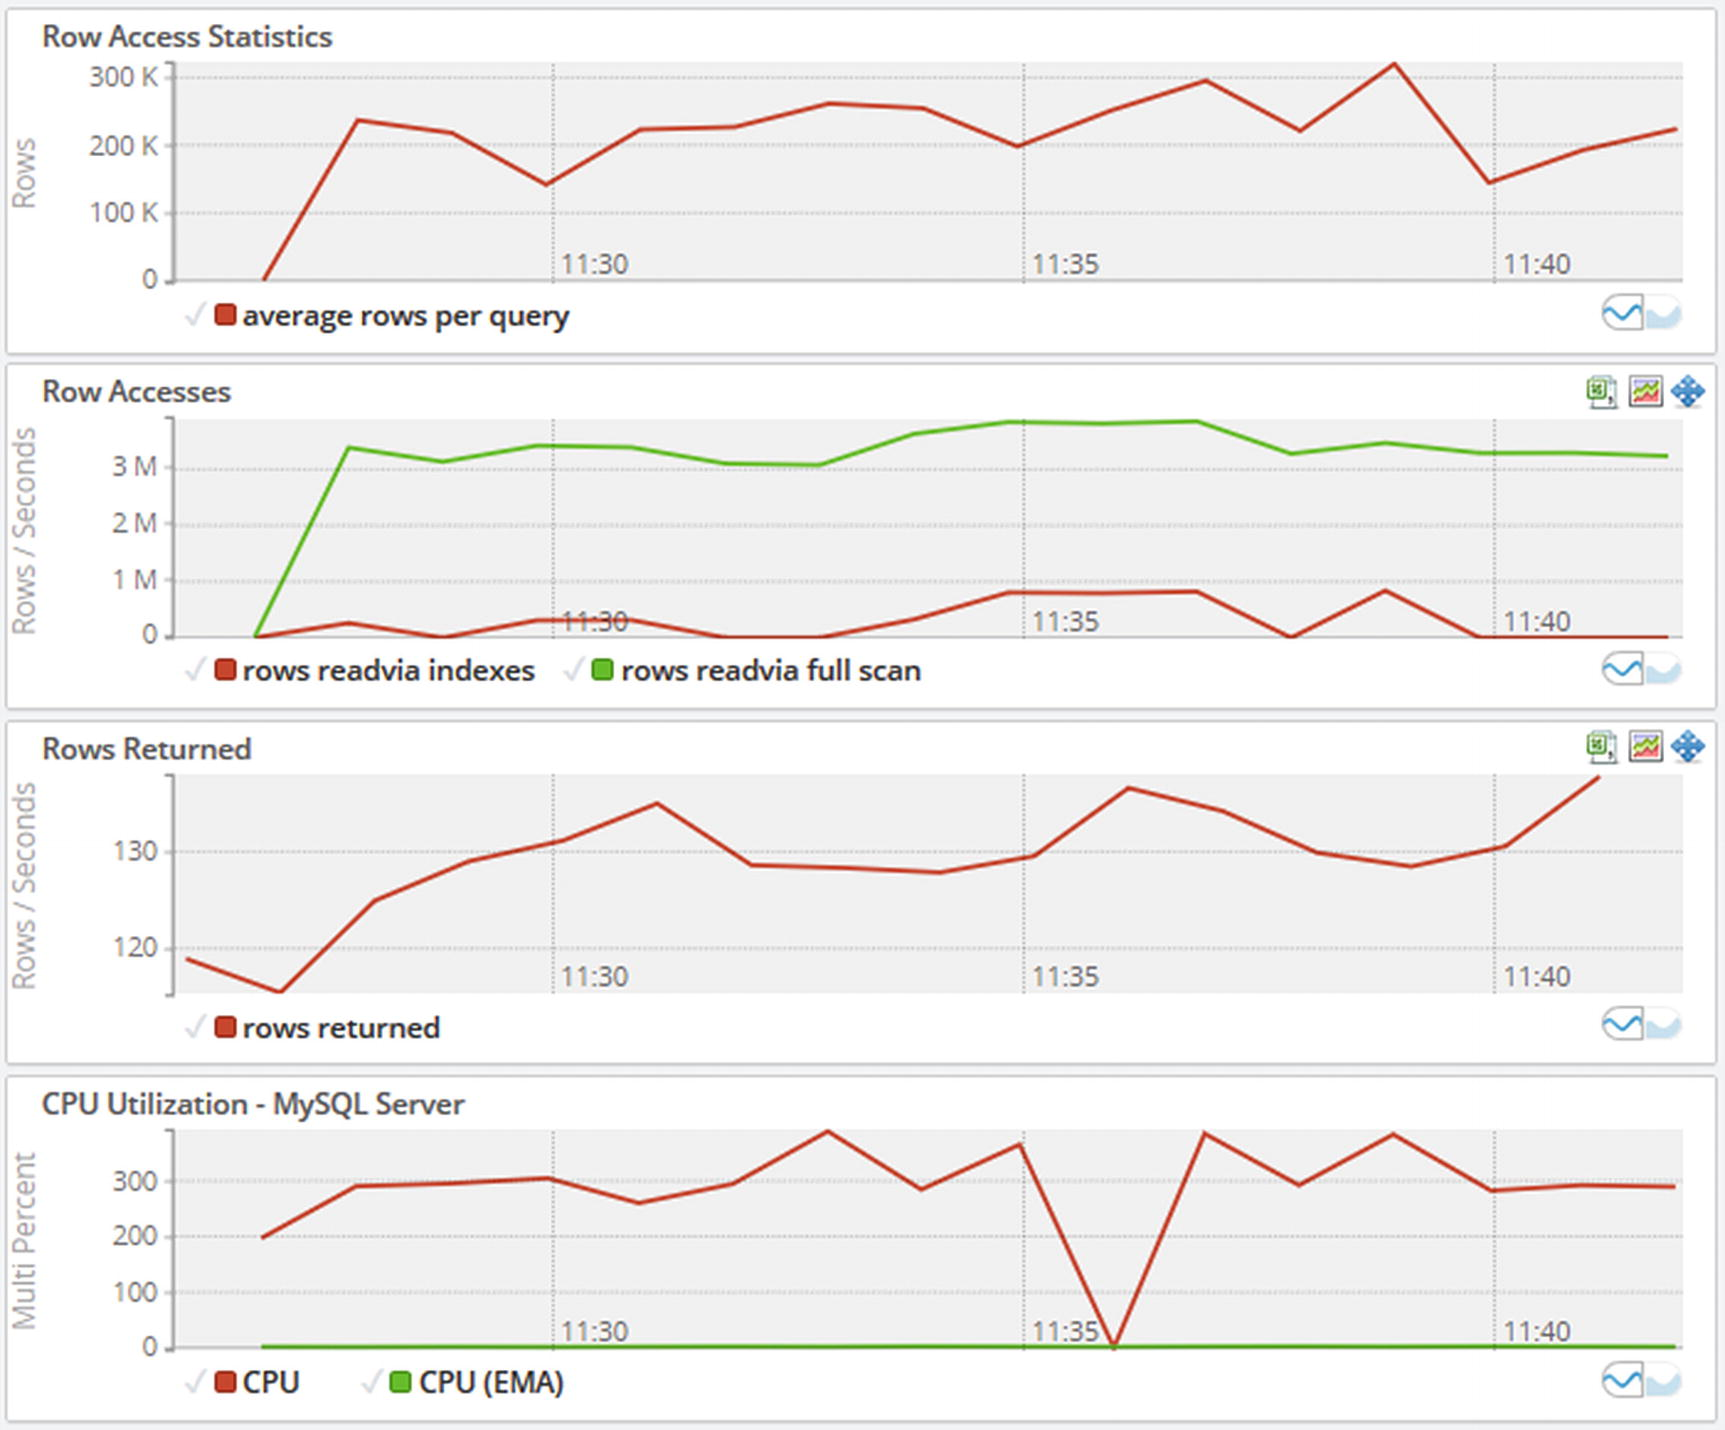 Row Access Statistics
Rows
300 K
200 K
100 K
0
11:30 11:35 11:40
average rows per query
Row Accesses
Rows / Seconds
3 M
2 M
1 M
0
11:30 11:35 11:40
rows readvia indexes rows readvia full scan
Rows Returned
Rows / Seconds
130
120
11:30 11:35 11:40
rows returned
CPU Utilization - MySQL Server
Multi Percent
300
200
100
0
11:30 11:35 11:40
CPU CPU (EMA)